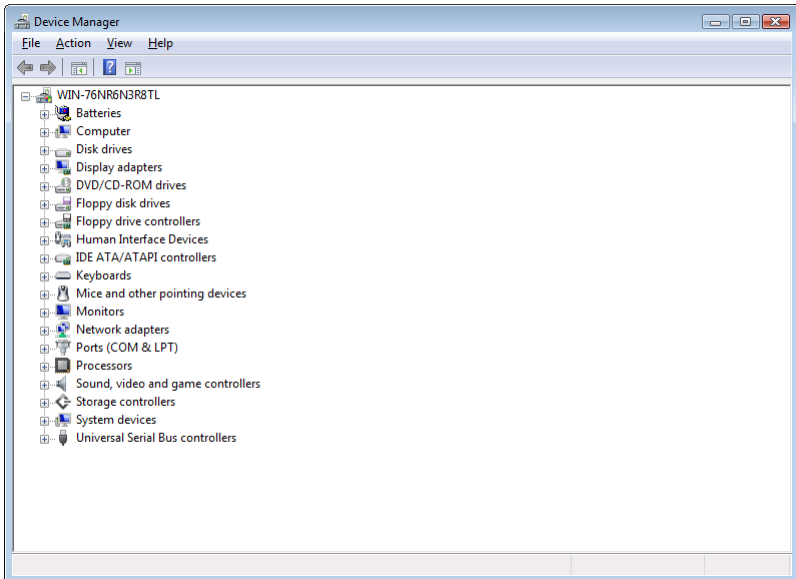 Device Manager
File Action View Help
WIN-76NR6N3R8TL
Batteries
Computer
Disk drives
Display adapters
DVD/CD-ROM drives
Floppy disk drives
Floppy drive controllers
Human Interface Devices
IDE ATA/ATAPI controllers
Keyboards
Mice and other pointing devices
Monitors
Network adapters
Ports (COM & LPT)
Processors
Sound, video and game controllers
Storage controllers
System devices
Universal Serial Bus controllers